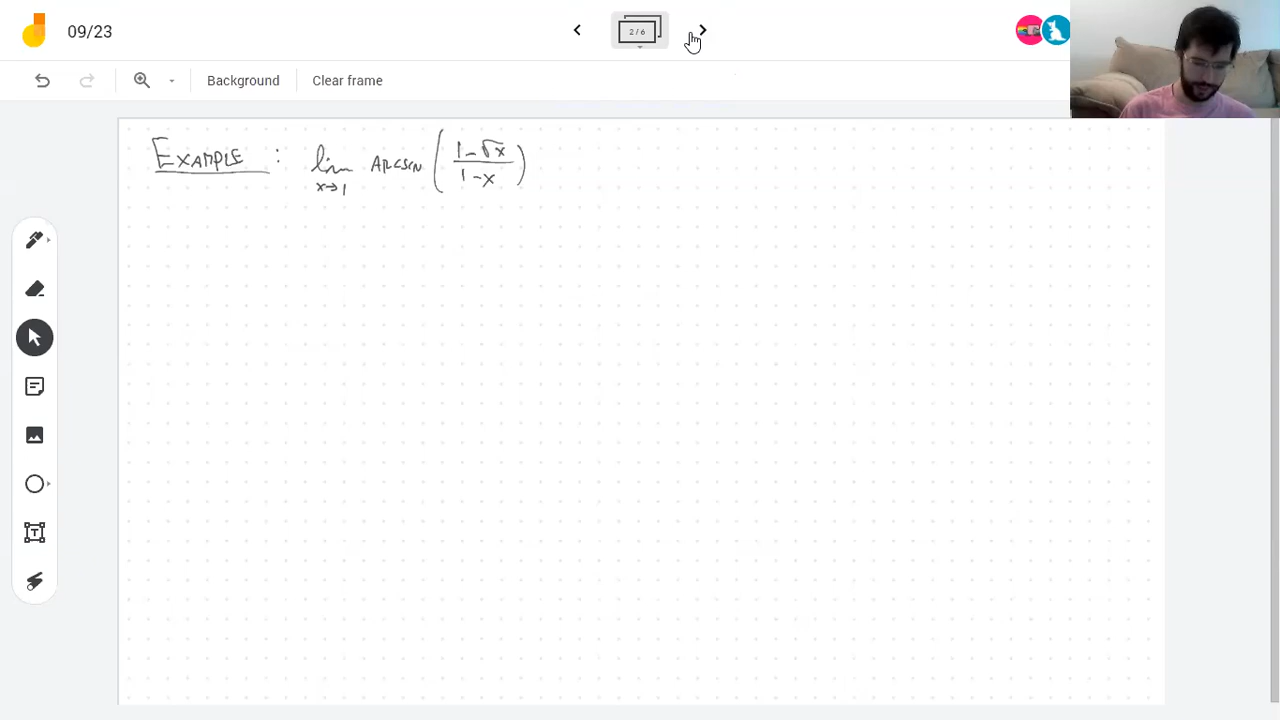 09/23
2/6
Background
Clear frame
EXAMPLE : lim x→1 ARCSIN ( (1-√x) / (1-x) )